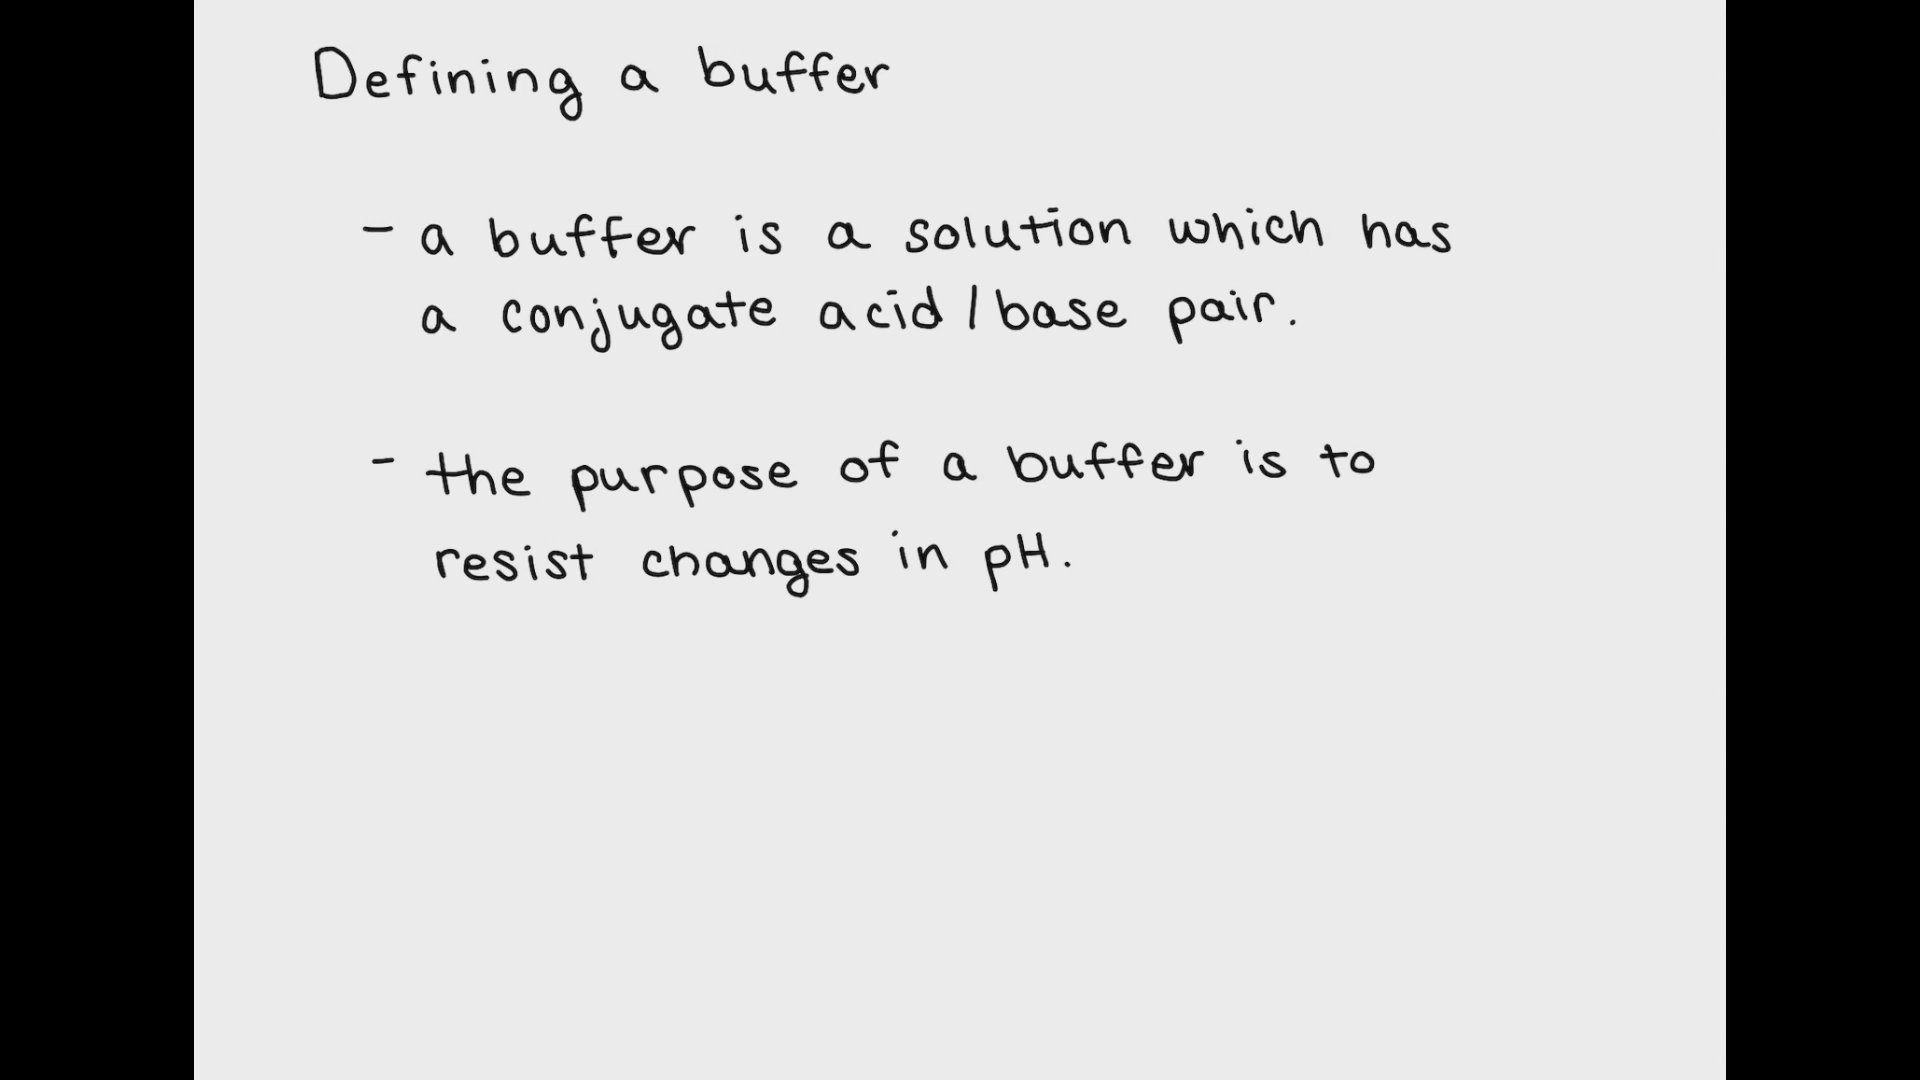 Defining a buffer
- a buffer is a solution which has
a conjugate acid / base pair.
- the purpose of a buffer is to
resist changes in pH.